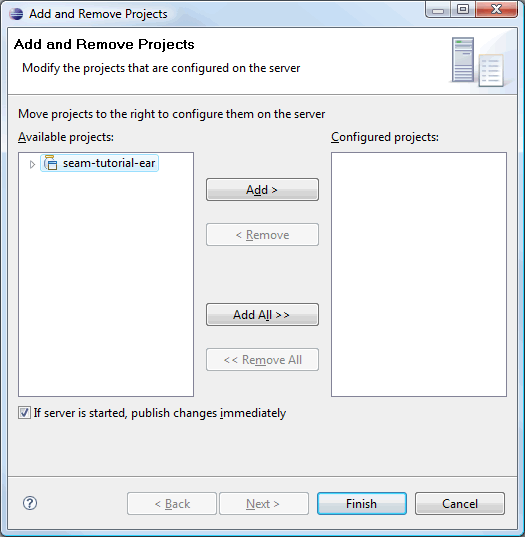 Add and Remove Projects
Add and Remove Projects
Modify the projects that are configured on the server
Move projects to the right to configure them on the server
Available projects:
Configured projects:
seam-tutorial-ear
Add >
< Remove
Add All >>
<< Remove All
If server is started, publish changes immediately
?
< Back
Next >
Finish
Cancel